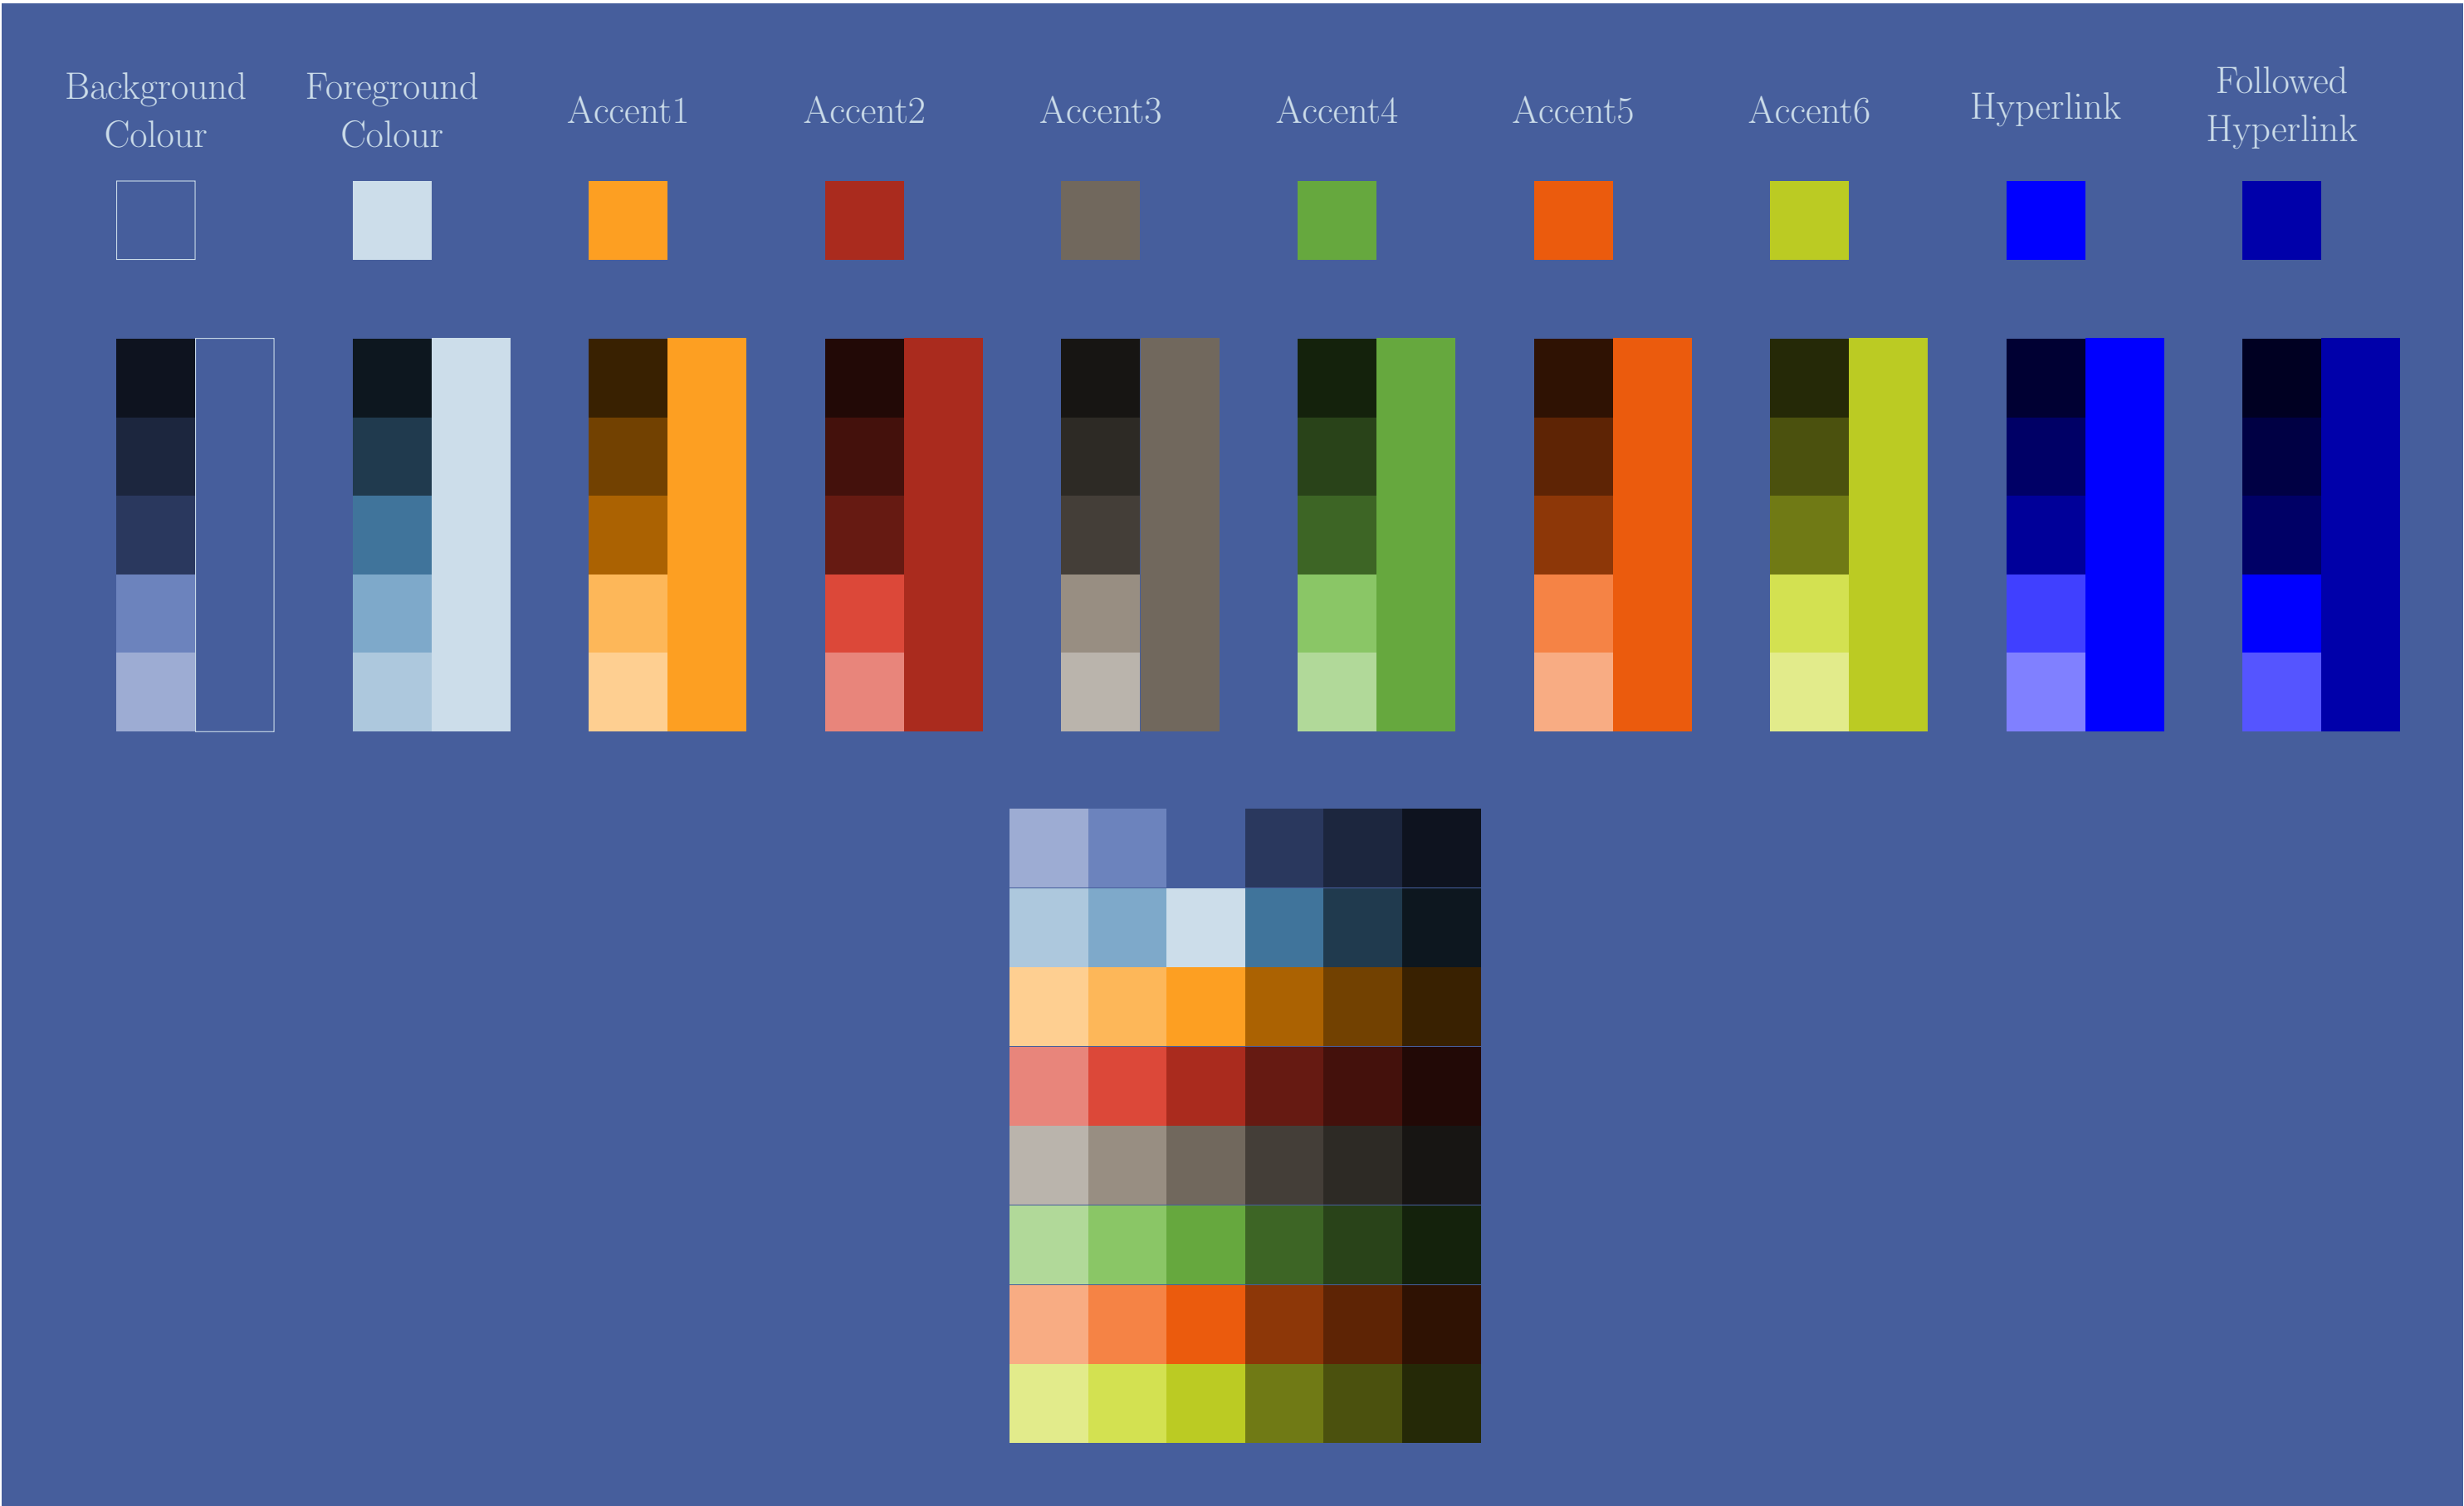 Background
Colour
Foreground
Colour
Accent1
Accent2
Accent3
Accent4
Accent5
Accent6
Hyperlink
Followed
Hyperlink